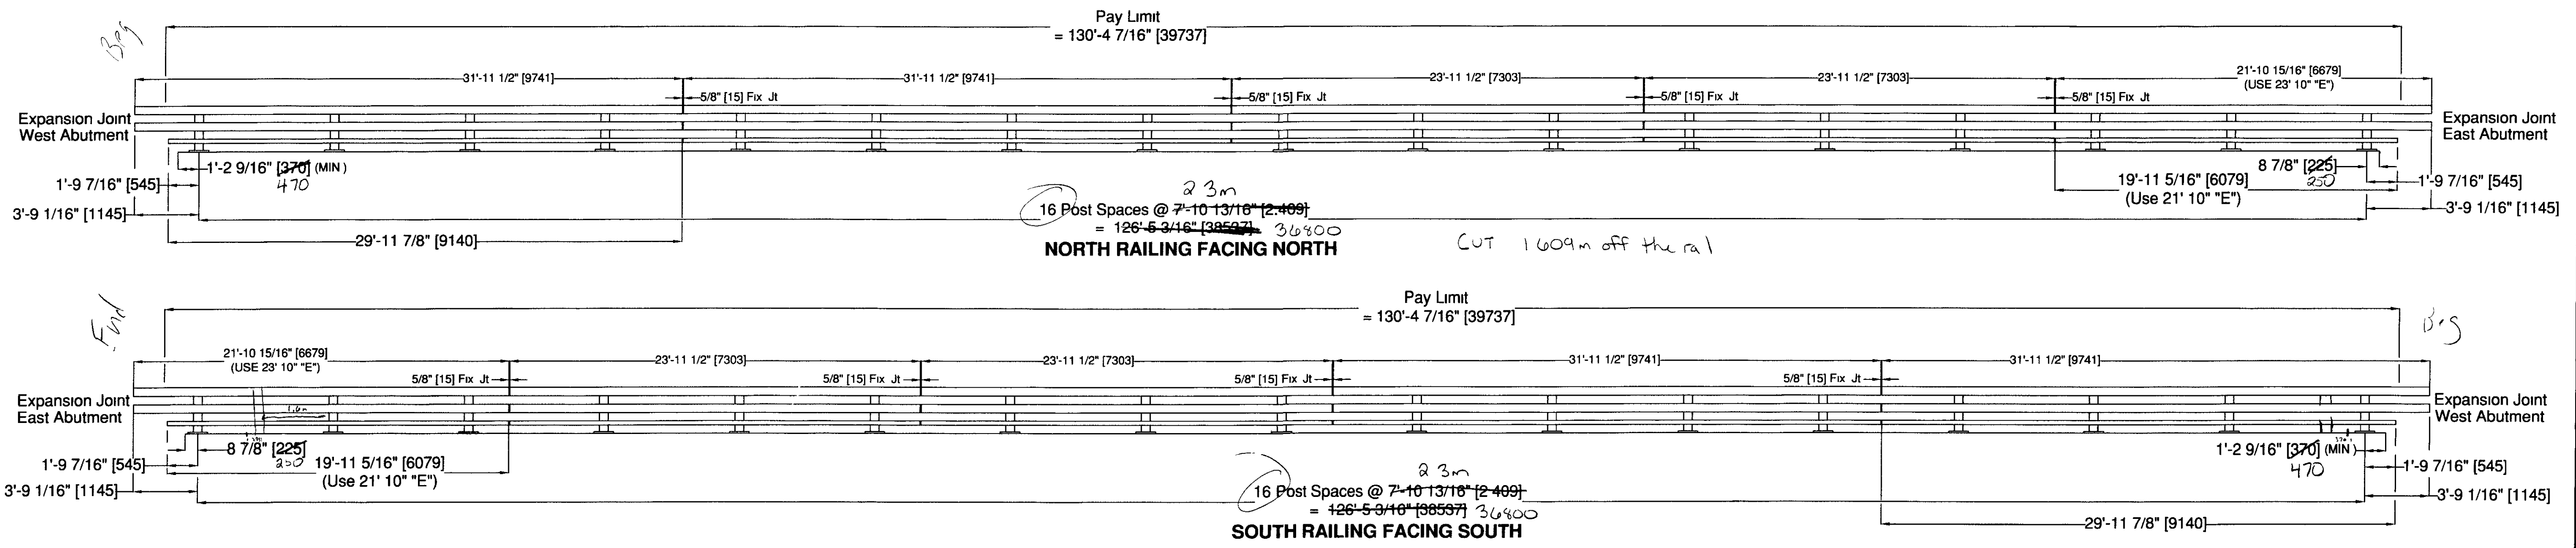 Pay Limit
= 130'-4 7/16" [39737]
Beg
31'-11 1/2" [9741]
31'-11 1/2" [9741]
23'-11 1/2" [7303]
23'-11 1/2" [7303]
21'-10 15/16" [6679]
(USE 23' 10" "E")
5/8" [15] Fix Jt
5/8" [15] Fix Jt
5/8" [15] Fix Jt
5/8" [15] Fix Jt
Expansion Joint
West Abutment
Expansion Joint
East Abutment
1'-2 9/16" [370] (MIN)
470
1'-9 7/16" [545]
3'-9 1/16" [1145]
29'-11 7/8" [9140]
2 3m
16 Post Spaces @ 7'-10 13/16" [2.409]
= 126'-5 3/16" [38537] 36800
NORTH RAILING FACING NORTH
CUT 1609m off the ral
8 7/8" [225]
250
19'-11 5/16" [6079]
(Use 21' 10" "E")
1'-9 7/16" [545]
3'-9 1/16" [1145]
Pay Limit
= 130'-4 7/16" [39737]
End
Beg
21'-10 15/16" [6679]
(USE 23' 10" "E")
23'-11 1/2" [7303]
23'-11 1/2" [7303]
31'-11 1/2" [9741]
31'-11 1/2" [9741]
5/8" [15] Fix Jt
5/8" [15] Fix Jt
5/8" [15] Fix Jt
5/8" [15] Fix Jt
Expansion Joint
East Abutment
Expansion Joint
West Abutment
8 7/8" [225]
250
1'-9 7/16" [545]
19'-11 5/16" [6079]
(Use 21' 10" "E")
3'-9 1/16" [1145]
2 3m
16 Post Spaces @ 7'-10 13/16" [2 409]
= 126'-5 3/16" [38537] 36800
SOUTH RAILING FACING SOUTH
1'-2 9/16" [370] (MIN)
470
1'-9 7/16" [545]
3'-9 1/16" [1145]
29'-11 7/8" [9140]